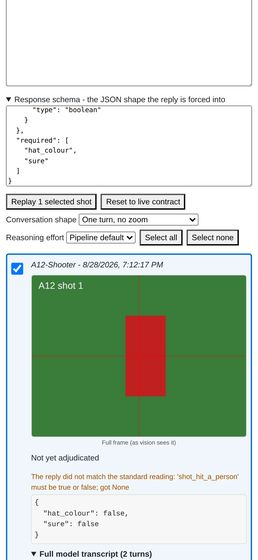 ▼ Response schema - the JSON shape the reply is forced into
"type": "boolean"
}
},
"required": [
"hat_colour",
"sure"
]
}
Replay 1 selected shot Reset to live contract
Conversation shape One turn, no zoom
Reasoning effort Pipeline default Select all Select none
A12-Shooter - 8/28/2026, 7:12:17 PM
A12 shot 1
Full frame (as vision sees it)
Not yet adjudicated
The reply did not match the standard reading: 'shot_hit_a_person'
must be true or false; got None
{
"hat_colour": false,
"sure": false
}
▼ Full model transcript (2 turns)